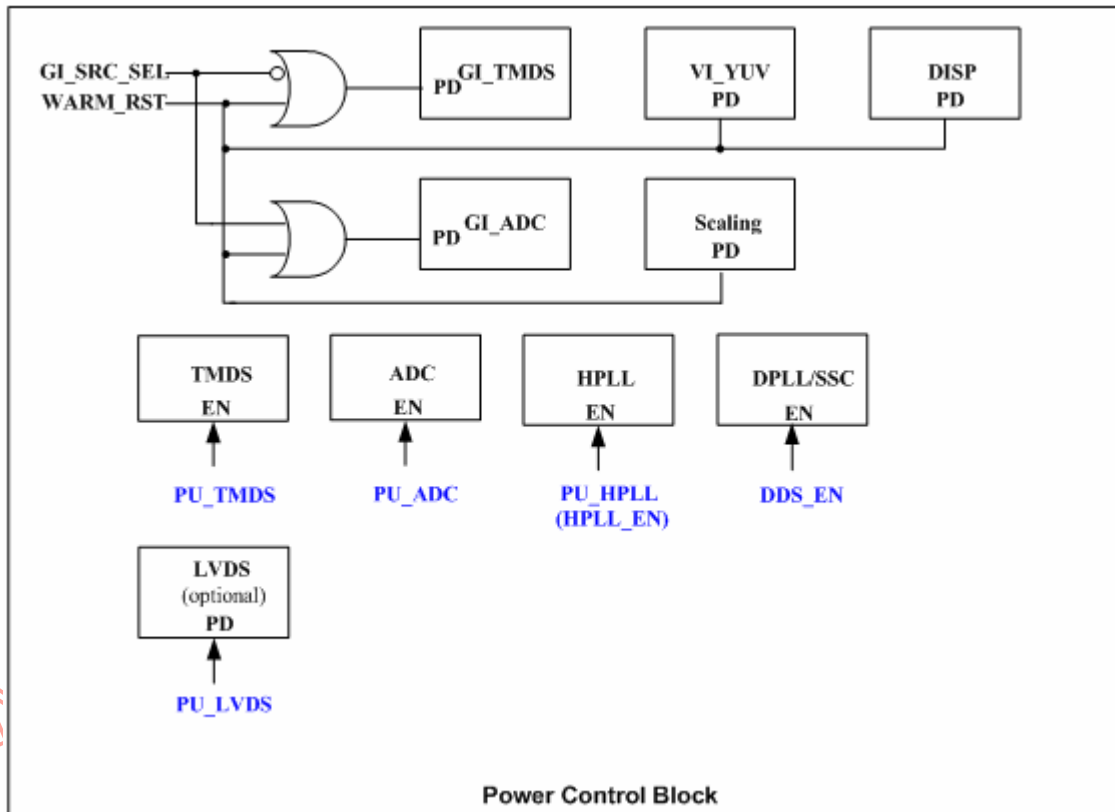 GI_SRC_SEL
WARM_RST
PD GI_TMDS
VI_YUV
PD
DISP
PD
PD GI_ADC
Scaling
PD
TMDS
EN
PU_TMDS
ADC
EN
PU_ADC
HPLL
EN
PU_HPLL
(HPLL_EN)
DPLL/SSC
EN
DDS_EN
LVDS
(optional)
PD
PU_LVDS
Power Control Block